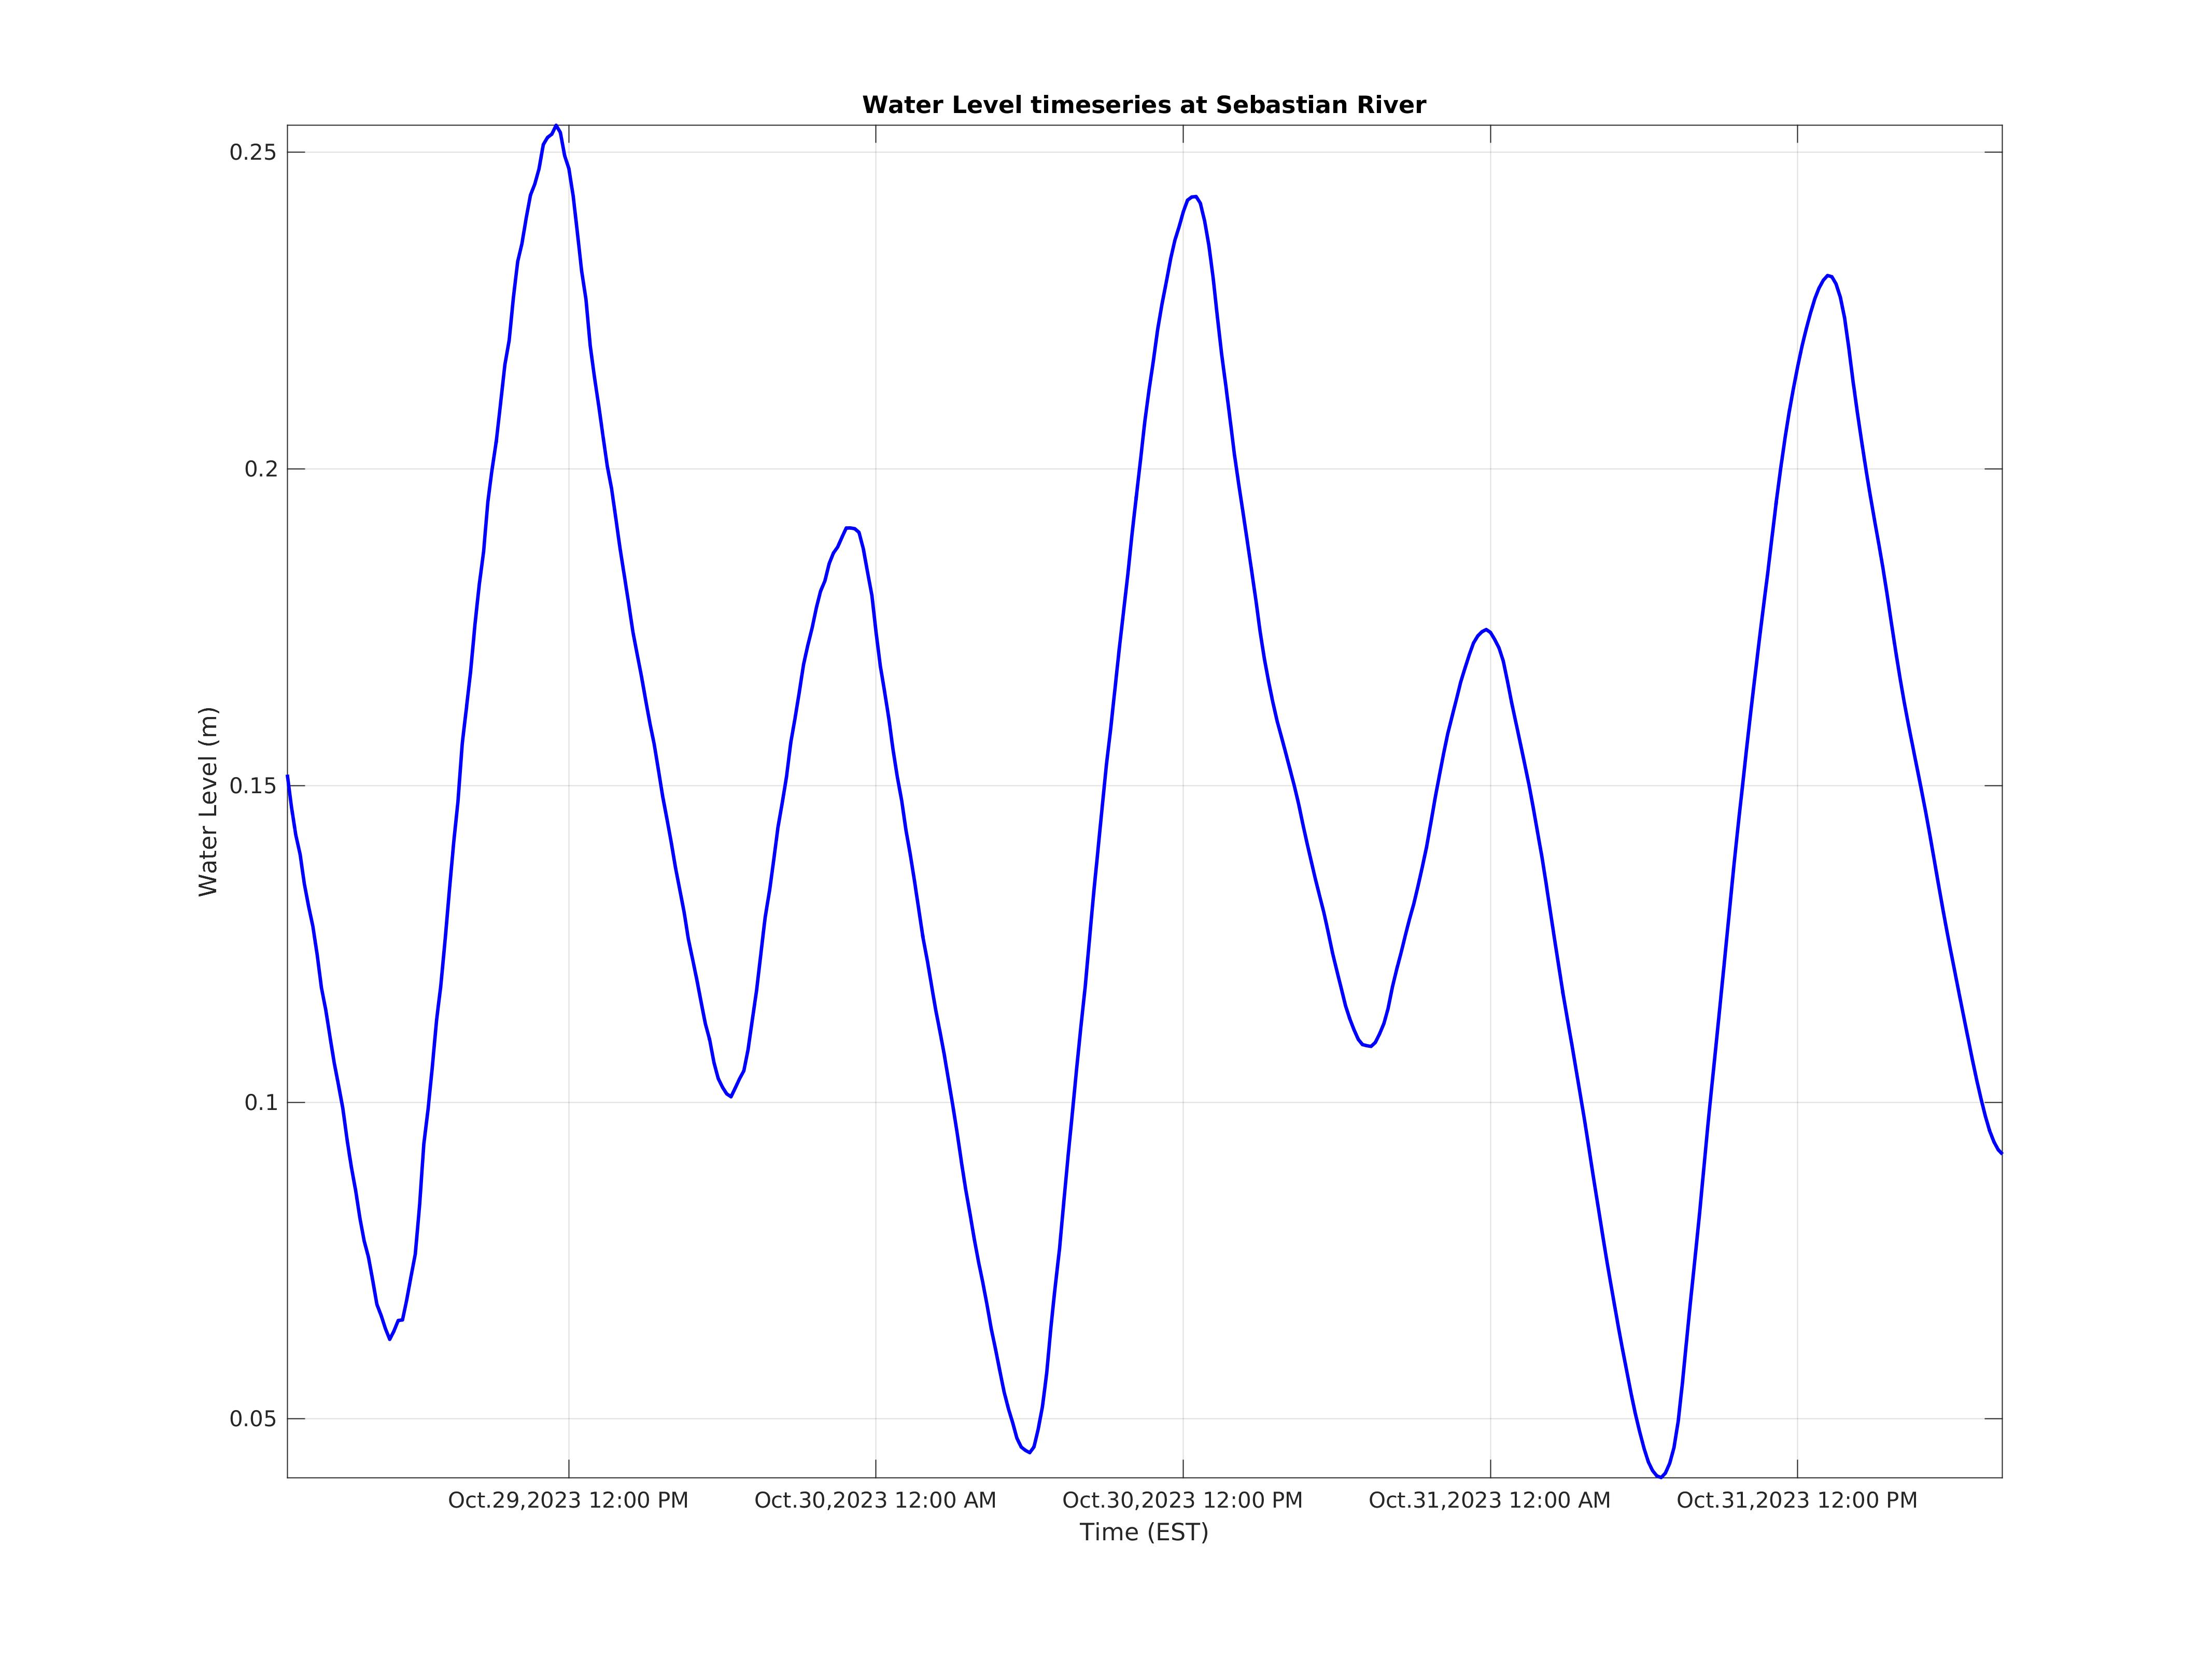 Water Level timeseries at Sebastian River
0.25
0.2
0.15
0.1
0.05
Water Level (m)
Oct.29,2023 12:00 PM
Oct.30,2023 12:00 AM
Oct.30,2023 12:00 PM
Oct.31,2023 12:00 AM
Oct.31,2023 12:00 PM
Time (EST)